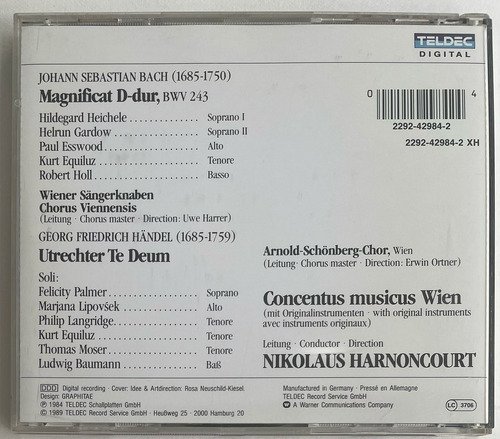 TELDEC
DIGITAL
JOHANN SEBASTIAN BACH (1685-1750)
Magnificat D-dur, BWV 243
Hildegard Heichele .............. Soprano I
Helrun Gardow .............. Soprano II
Paul Esswood .............. Alto
Kurt Equiluz .............. Tenore
Robert Holl .............. Basso
0 4
2292-42984-2
2292-42984-2 XH
Wiener Sängerknaben
Chorus Viennensis
(Leitung · Chorus master · Direction: Uwe Harrer)
GEORG FRIEDRICH HÄNDEL (1685-1759)
Utrechter Te Deum
Soli:
Felicity Palmer .............. Soprano
Marjana Lipovšek .............. Alto
Philip Langridge .............. Tenore
Kurt Equiluz .............. Tenore
Thomas Moser .............. Tenore
Ludwig Baumann .............. Baß
Arnold-Schönberg-Chor, Wien
(Leitung · Chorus master · Direction: Erwin Ortner)
Concentus musicus Wien
(mit Originalinstrumenten · with original instruments
avec instruments originaux)
Leitung · Conductor · Direction
NIKOLAUS HARNONCOURT
DDD Digital recording · Cover: Idee & Artdirection: Rosa Neuschild-Kiesel.
Design: GRAPHITAE
℗ 1984 TELDEC Schallplatten GmbH
© 1989 TELDEC Record Service GmbH · Heußweg 25 · 2000 Hamburg 20
Manufactured in Germany · Pressé en Allemagne
TELDEC Record Service GmbH
A Warner Communications Company
LC 3706